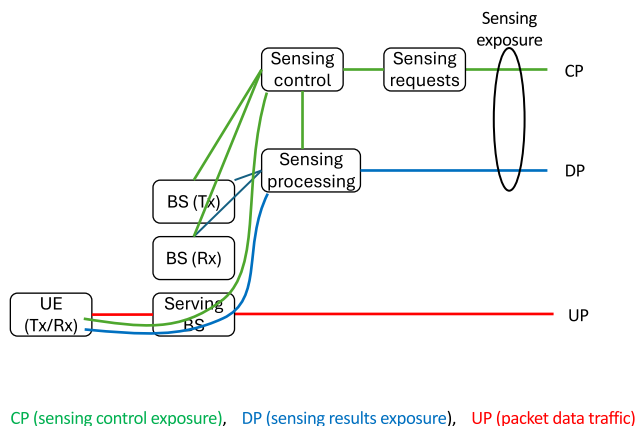 Sensing
exposure
Sensing
control
Sensing
requests
CP
Sensing
processing
DP
BS (Tx)
BS (Rx)
UE
(Tx/Rx)
Serving
BS
UP
CP (sensing control exposure), DP (sensing results exposure), UP (packet data traffic)